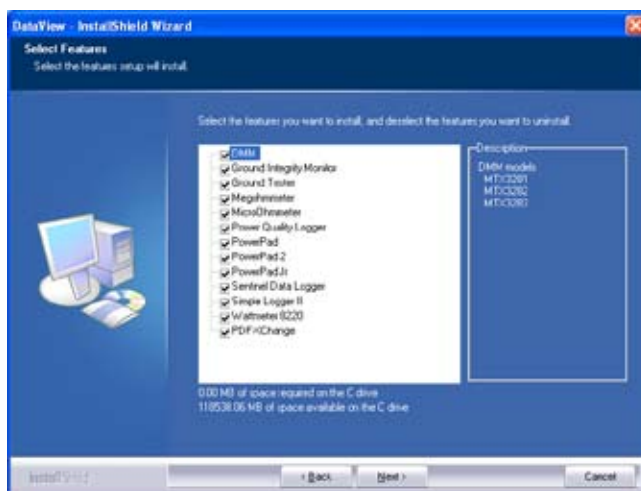 DataView - InstallShield Wizard
Select Features
Select the features setup will install.
Select the features you want to install, and deselect the features you want to uninstall.
DMM
Ground Integrity Monitor
Ground Tester
Megohmmeter
MicroOhmmeter
Power Quality Logger
PowerPad
PowerPad 2
PowerPad Jr
Sentinel Data Logger
Simple Logger II
Wattmeter 8220
PDF-XChange
Description
DMM models
MTX3281
MTX3282
MTX3283
0.00 MB of space required on the C drive
118538.06 MB of space available on the C drive
InstallShield
< Back
Next >
Cancel